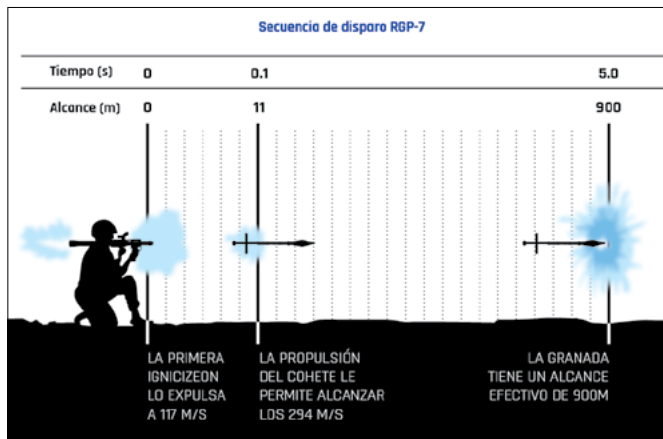 Secuencia de disparo RGP-7
Tiempo (s) 0 0.1 5.0
Alcance (m) 0 11 900
LA PRIMERA
IGNICIZEON
LO EXPULSA
A 117 M/S
LA PROPULSIÓN
DEL COHETE LE
PERMITE ALCANZAR
LDS 294 M/S
LA GRANADA
TIENE UN ALCANCE
EFECTIVO DE 900M